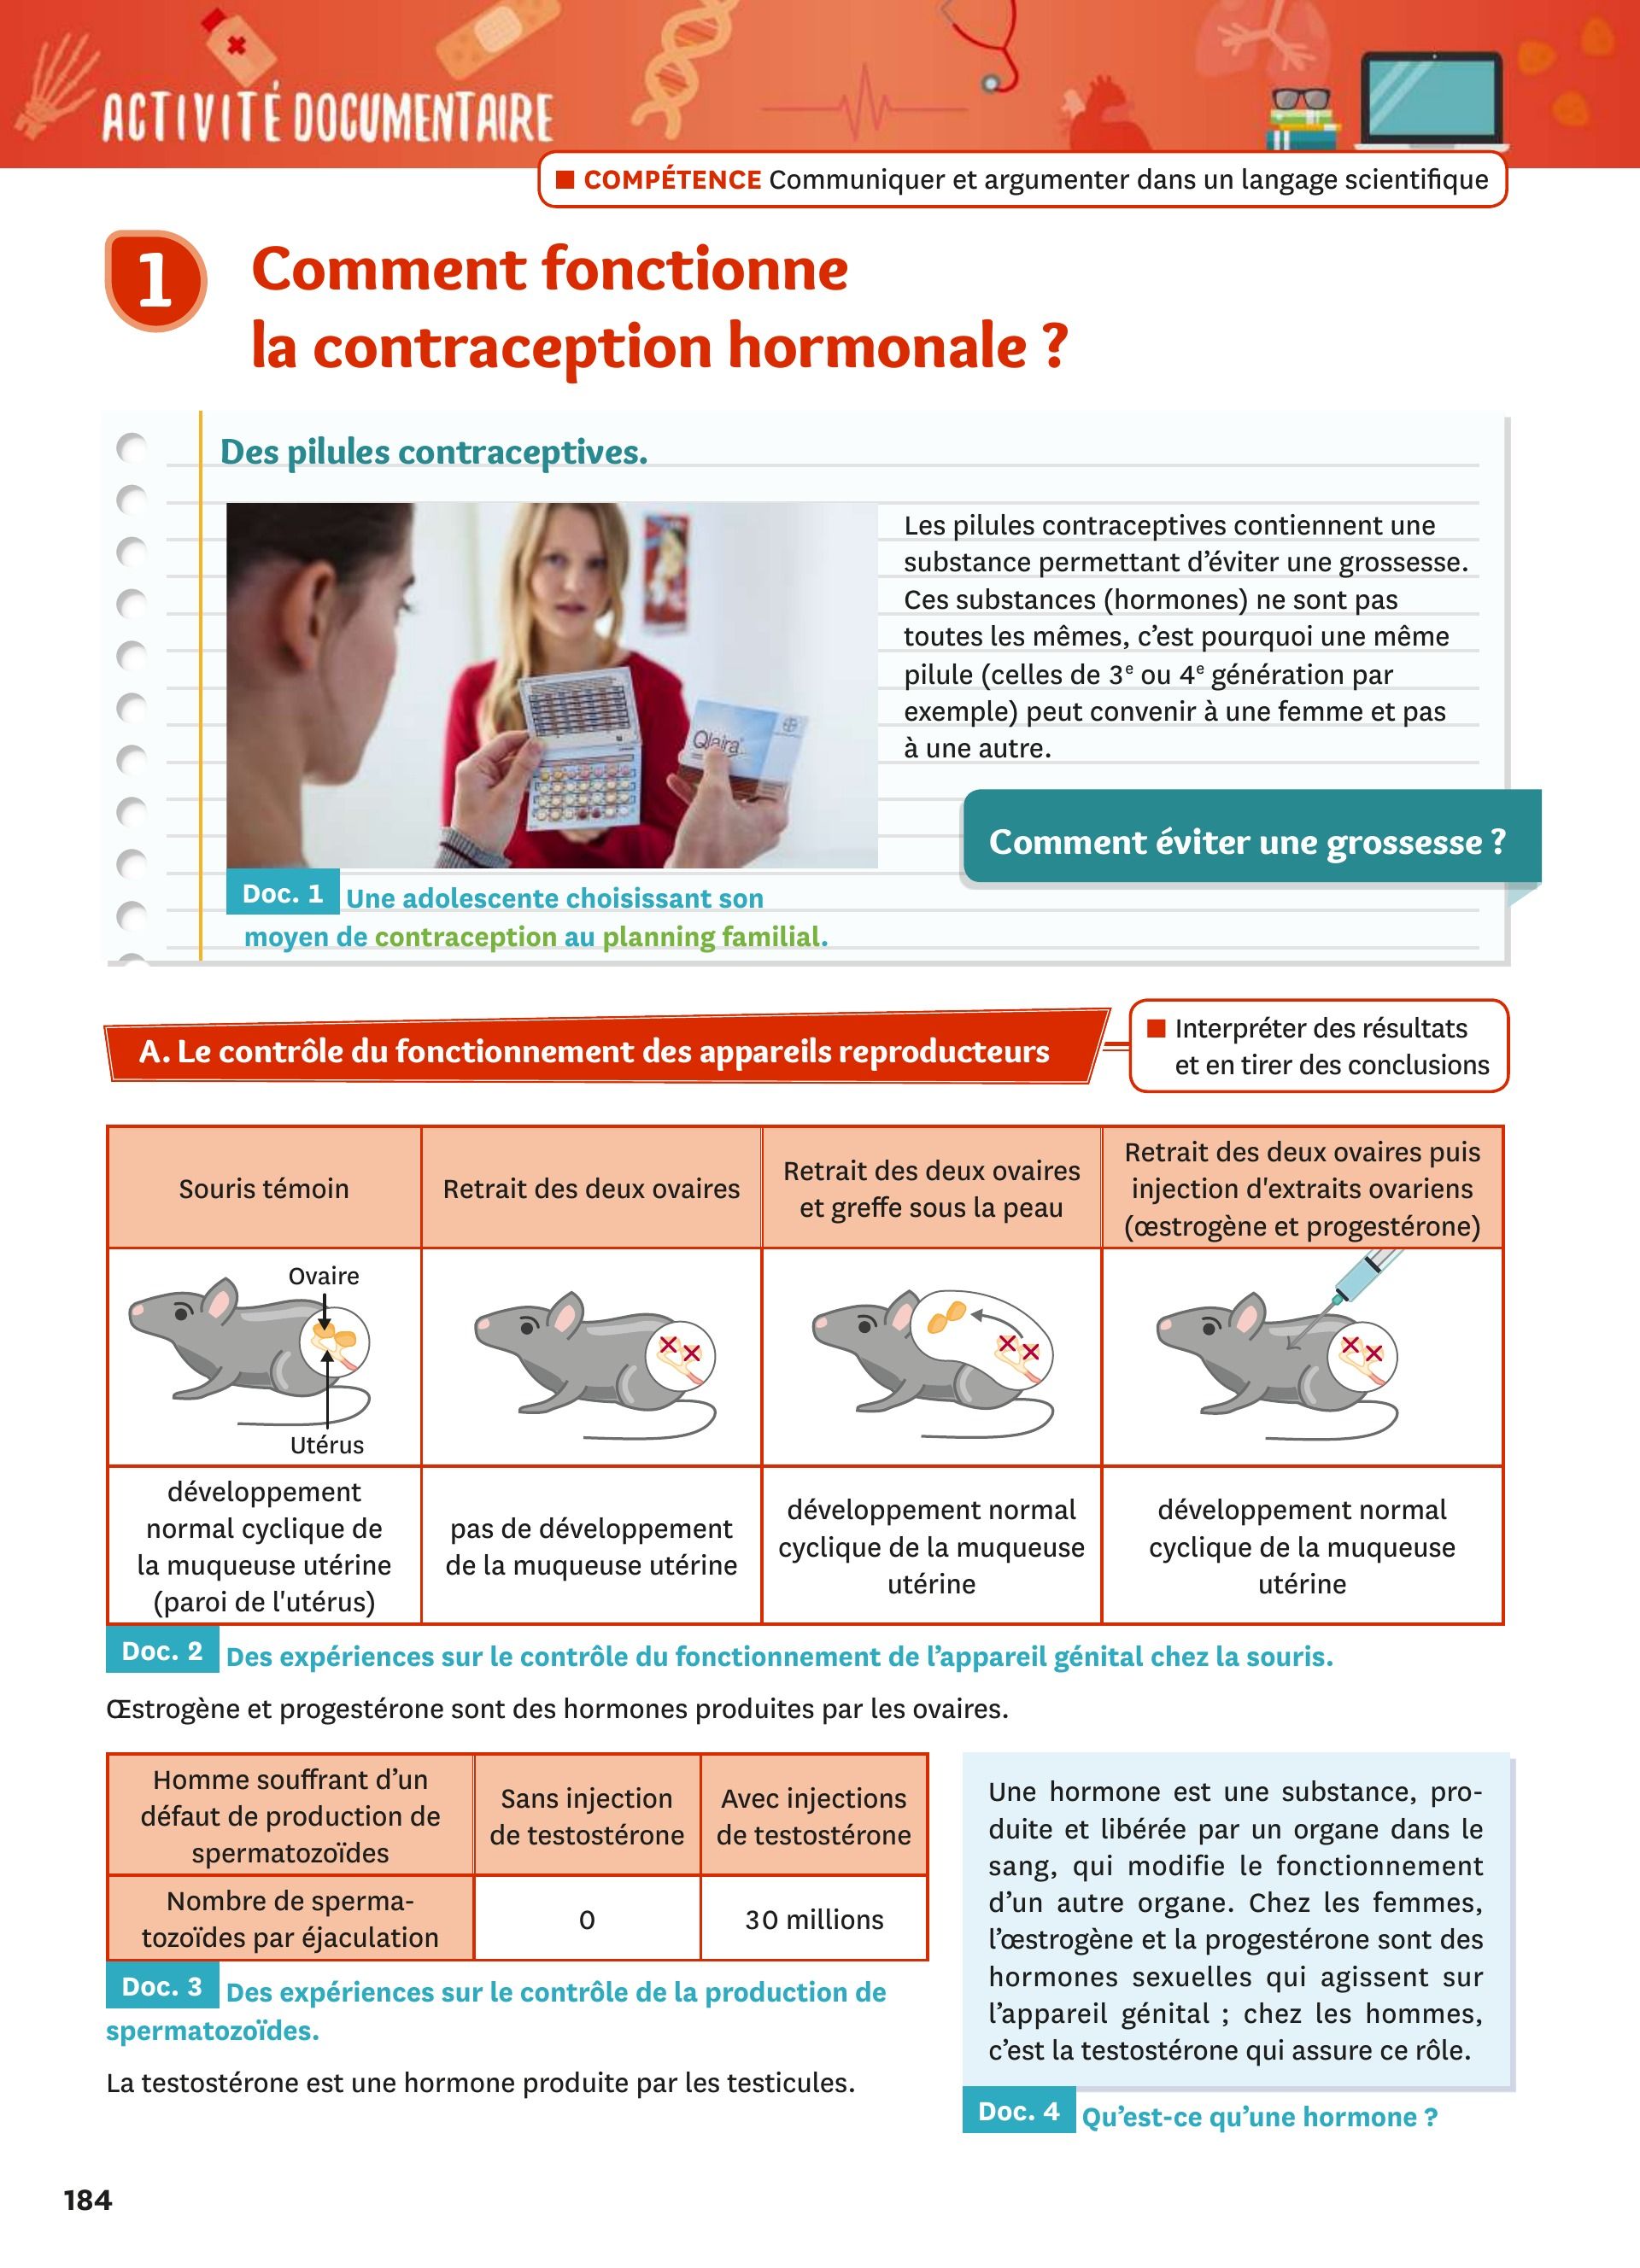 ACTIVITÉ DOCUMENTAIRE
■ COMPÉTENCE Communiquer et argumenter dans un langage scientifique
1
Comment fonctionne
la contraception hormonale ?
Des pilules contraceptives.
Qlaira
Les pilules contraceptives contiennent une
substance permettant d’éviter une grossesse.
Ces substances (hormones) ne sont pas
toutes les mêmes, c’est pourquoi une même
pilule (celles de 3e ou 4e génération par
exemple) peut convenir à une femme et pas
à une autre.
Comment éviter une grossesse ?
Doc. 1 Une adolescente choisissant son
moyen de contraception au planning familial.
A. Le contrôle du fonctionnement des appareils reproducteurs
■ Interpréter des résultats
et en tirer des conclusions
Souris témoin
Retrait des deux ovaires
Retrait des deux ovaires
et greffe sous la peau
Retrait des deux ovaires puis
injection d'extraits ovariens
(œstrogène et progestérone)
Ovaire
Utérus
développement
normal cyclique de
la muqueuse utérine
(paroi de l'utérus)
pas de développement
de la muqueuse utérine
développement normal
cyclique de la muqueuse
utérine
développement normal
cyclique de la muqueuse
utérine
Doc. 2 Des expériences sur le contrôle du fonctionnement de l’appareil génital chez la souris.
Œstrogène et progestérone sont des hormones produites par les ovaires.
Homme souffrant d’un
défaut de production de
spermatozoïdes
Sans injection
de testostérone
Avec injections
de testostérone
Nombre de sperma-
tozoïdes par éjaculation
0
30 millions
Doc. 3 Des expériences sur le contrôle de la production de
spermatozoïdes.
La testostérone est une hormone produite par les testicules.
Une hormone est une substance, pro-
duite et libérée par un organe dans le
sang, qui modifie le fonctionnement
d’un autre organe. Chez les femmes,
l’œstrogène et la progestérone sont des
hormones sexuelles qui agissent sur
l’appareil génital ; chez les hommes,
c’est la testostérone qui assure ce rôle.
Doc. 4 Qu’est-ce qu’une hormone ?
184